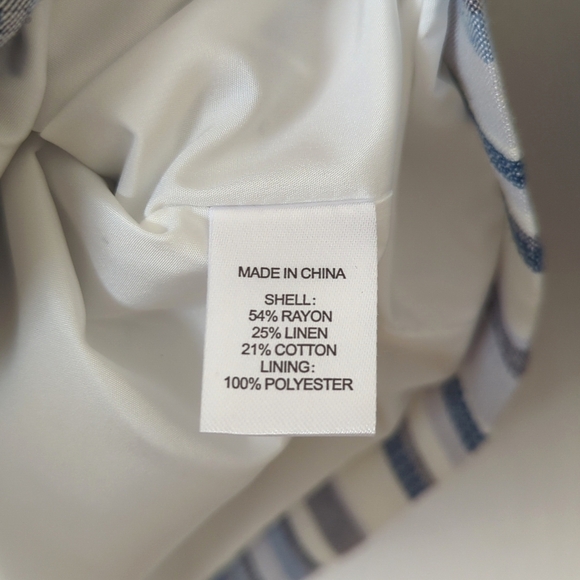 MADE IN CHINA
SHELL:
54% RAYON
25% LINEN
21% COTTON
LINING:
100% POLYESTER